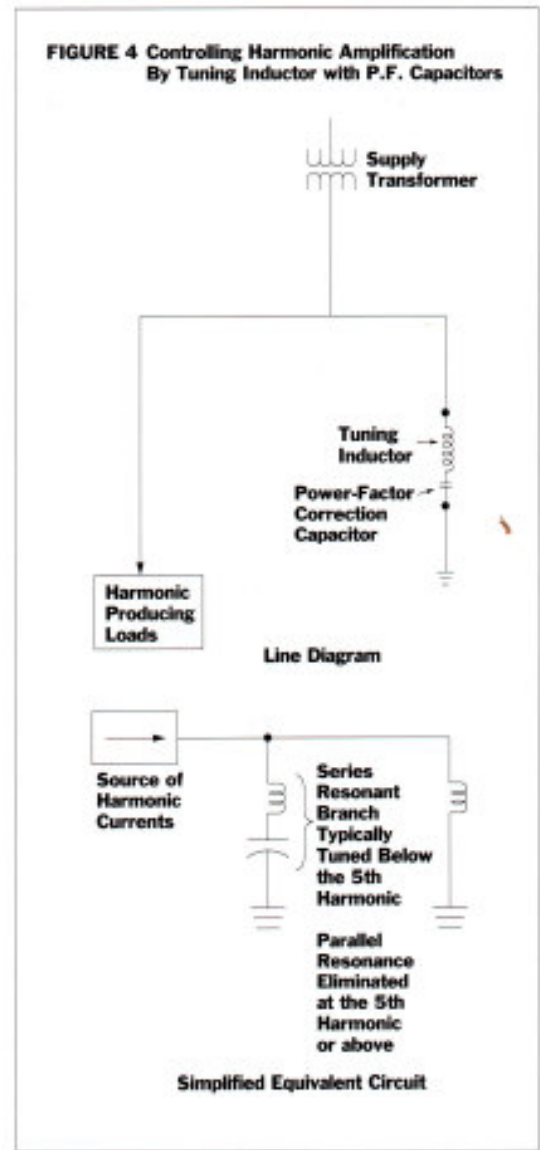 FIGURE 4 Controlling Harmonic Amplification
By Tuning Inductor with P.F. Capacitors
Supply
Transformer
Tuning
Inductor
Power-Factor
Correction
Capacitor
Harmonic
Producing
Loads
Line Diagram
Source of
Harmonic
Currents
Series
Resonant
Branch
Typically
Tuned Below
the 5th
Harmonic
Parallel
Resonance
Eliminated
at the 5th
Harmonic
or above
Simplified Equivalent Circuit